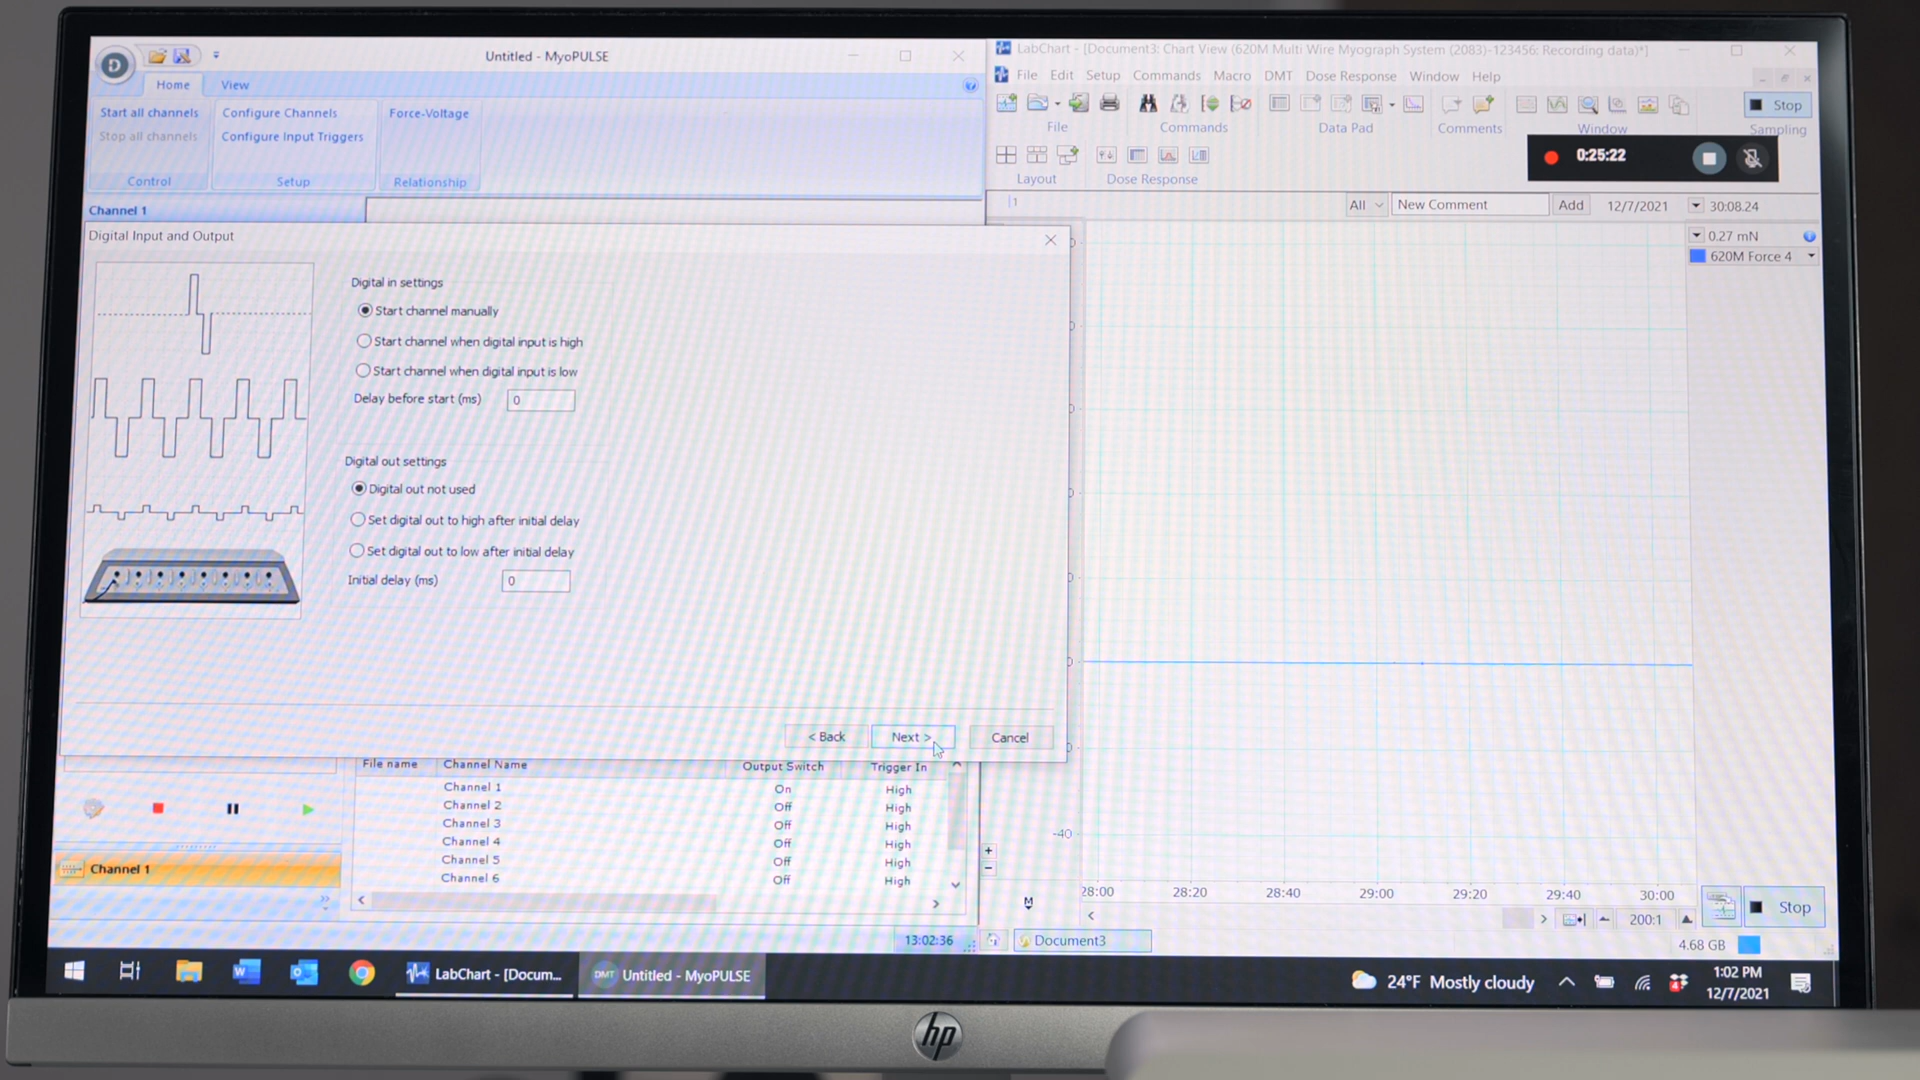 Untitled - MyoPULSE
Home View
Start all channels Configure Channels Force-Voltage
Stop all channels Configure Input Triggers
Control Setup Relationship
Channel 1
Digital Input and Output
Digital in settings
Start channel manually
Start channel when digital input is high
Start channel when digital input is low
Delay before start (ms) 0
Digital out settings
Digital out not used
Set digital out to high after initial delay
Set digital out to low after initial delay
Initial delay (ms) 0
< Back Next > Cancel
File name Channel Name Output Switch Trigger In
Channel 1 On High
Channel 2 Off High
Channel 3 Off High
Channel 4 Off High
Channel 5 Off High
Channel 6 Off High
Channel 1
13:02:36
LabChart - [Document3: Chart View (620M Multi Wire Myograph System (2083)-123456: Recording data)*]
File Edit Setup Commands Macro DMT Dose Response Window Help
Stop
File Commands Data Pad Comments Window Sampling
0:25:22
Layout Dose Response
1 All New Comment Add 12/7/2021 30:08.24
0.27 mN
620M Force 4
-40
28:00 28:20 28:40 29:00 29:20 29:40 30:00
M
200:1 Stop
Document3 4.68 GB
LabChart - [Docum... DMT Untitled - MyoPULSE 24°F Mostly cloudy 4 1:02 PM
12/7/2021
hp